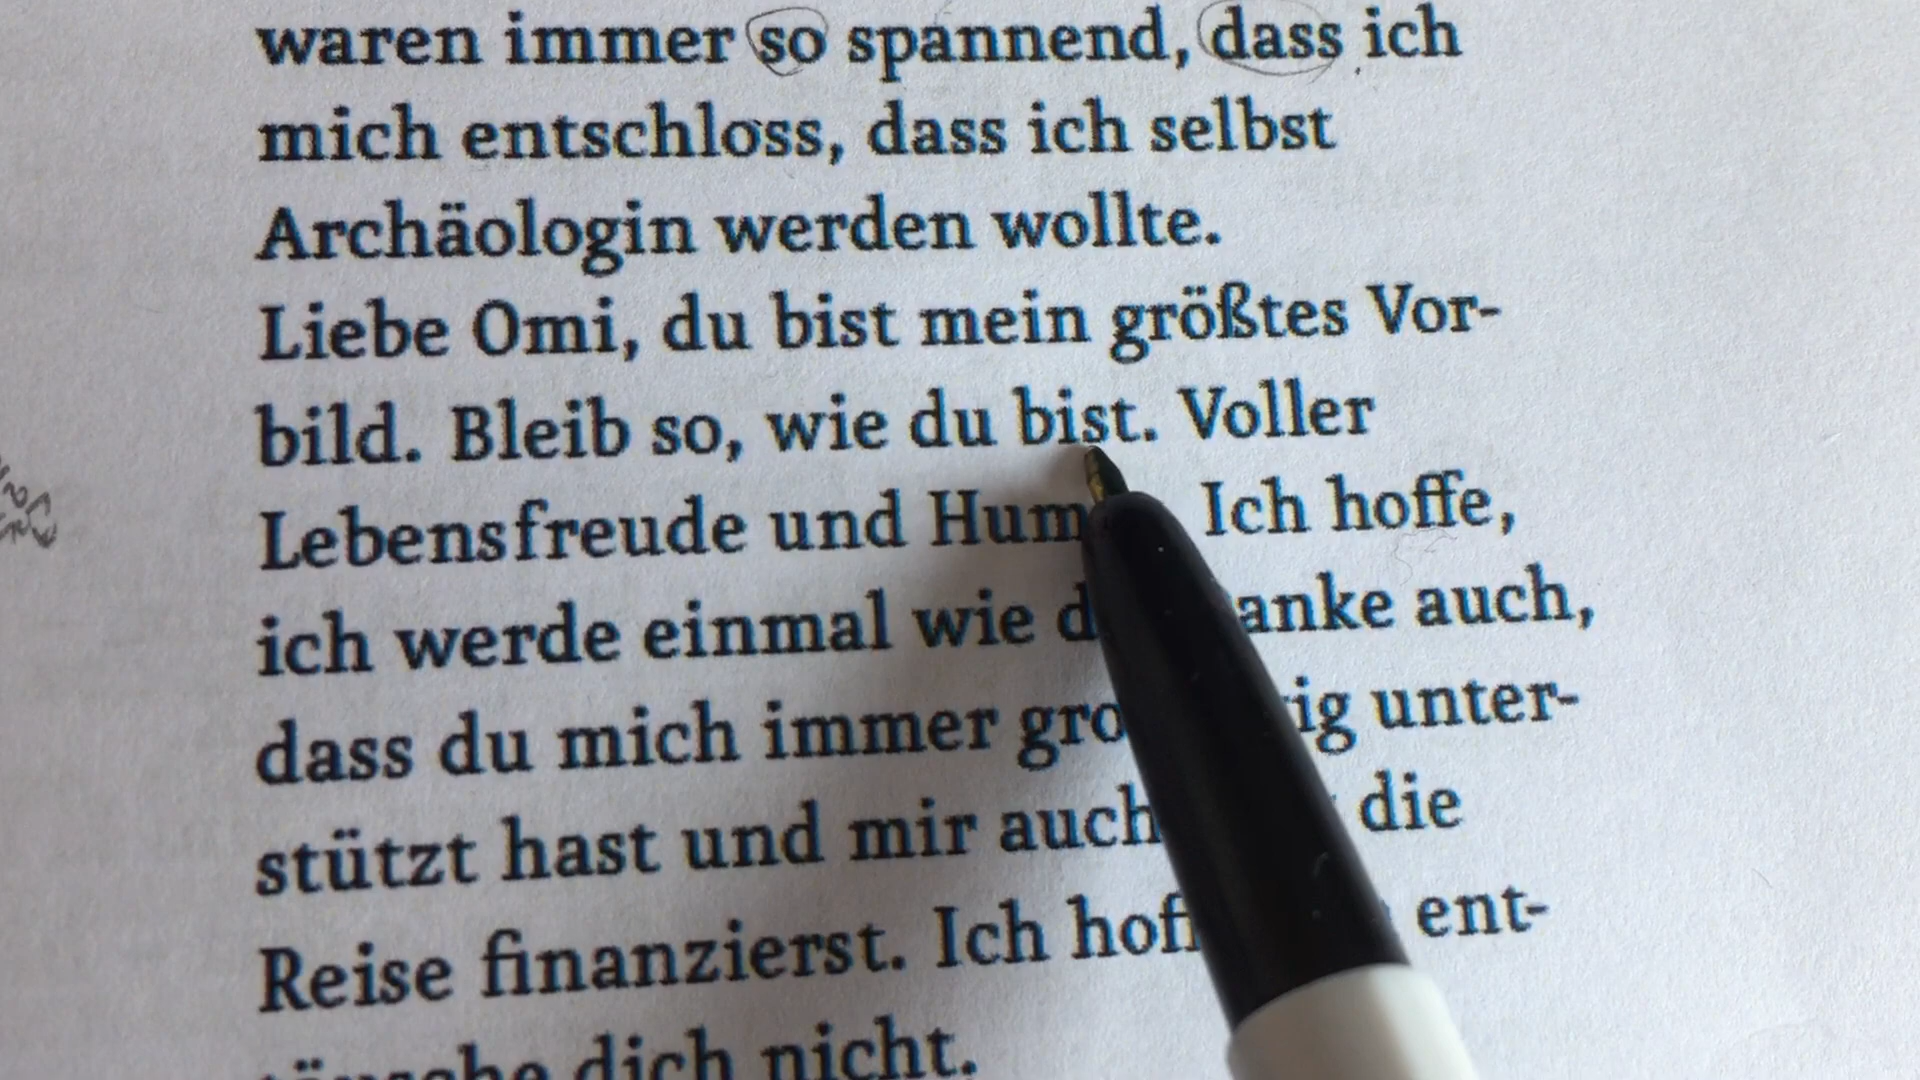 waren immer so spannend, dass ich
mich entschloss, dass ich selbst
Archäologin werden wollte.
Liebe Omi, du bist mein größtes Vor-
bild. Bleib so, wie du bist. Voller
Lebensfreude und Ich hoffe,
ich werde einmal wie auch,
dass du mich immer unter-
stützt hast und mir auch die
Reise finanzierst. Ich ent-
dich nicht.